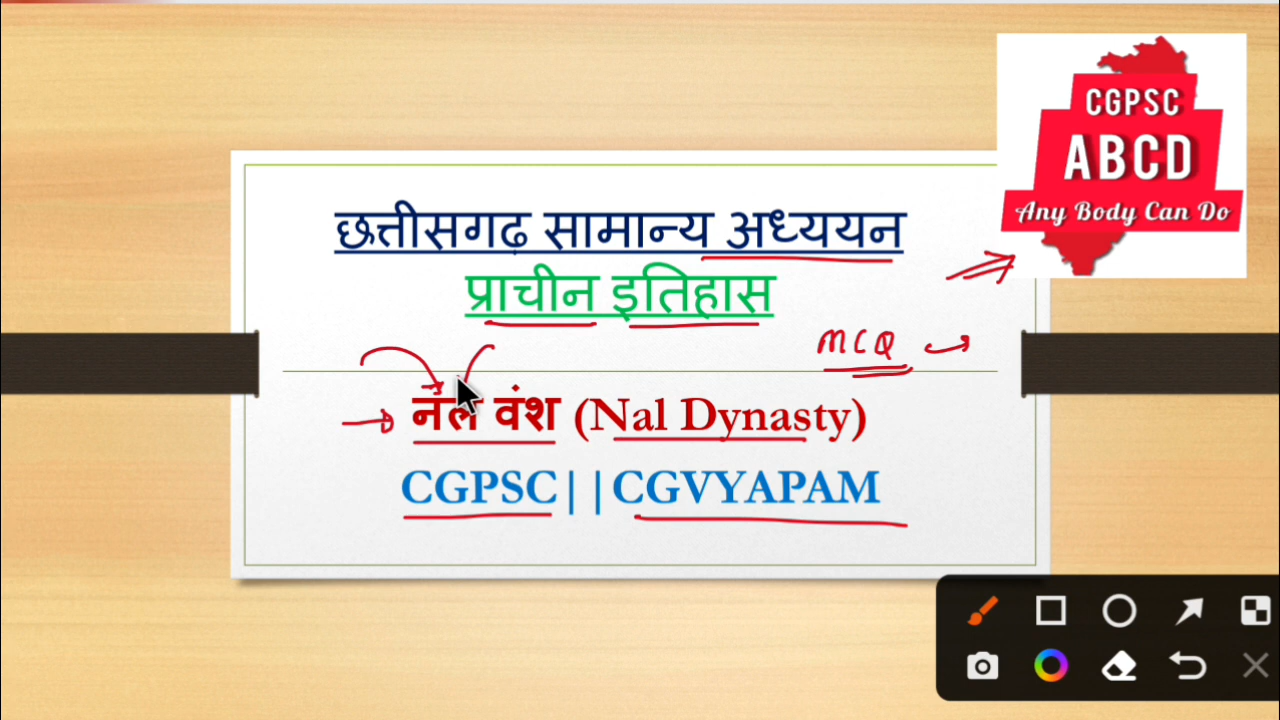 CGPSC
ABCD
Any Body Can Do
छत्तीसगढ़ सामान्य अध्ययन
प्राचीन इतिहास
MCQ
नल वंश (Nal Dynasty)
CGPSC||CGVYAPAM